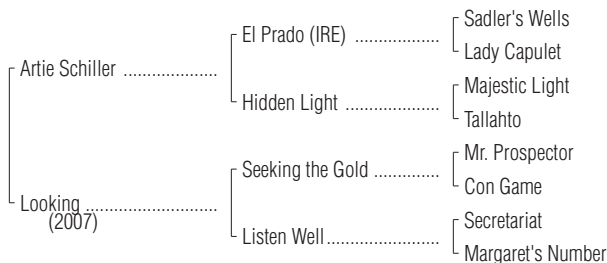 Sadler's Wells
El Prado (IRE) ..................
Lady Capulet
Artie Schiller ....................
Majestic Light
Hidden Light ....................
Tallahto
Mr. Prospector
Seeking the Gold ..............
Con Game
Looking ............................
(2007)
Secretariat
Listen Well........................
Margaret's Number